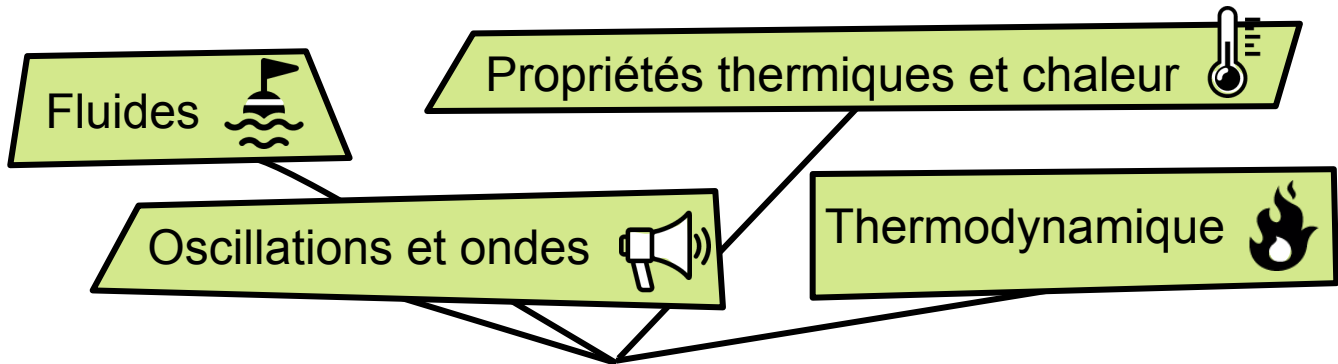 Propriétés thermiques et chaleur
Fluides
Oscillations et ondes
Thermodynamique